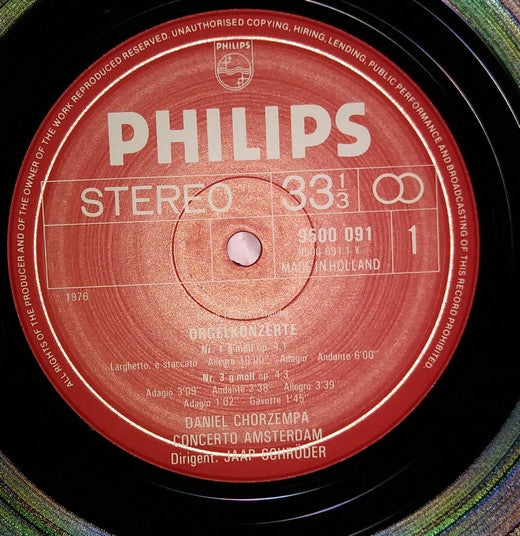 ALL RIGHTS OF THE PRODUCER AND OF THE OWNER OF THE WORK REPRODUCED RESERVED. UNAUTHORISED COPYING, HIRING, LENDING, PUBLIC PERFORMANCE AND BROADCASTING OF THIS RECORD PROHIBITED.
PHILIPS
PHILIPS
STEREO 33 1/3
9500 091 1
MADE IN HOLLAND
1976
ORGELKONZERTE
Nr. 1 g-moll op. 4.1
Larghetto, e staccato - Allegro 10'00" - Adagio - Andante 6'00"
Nr. 3 g-moll op. 4.3
Adagio 3'09" Andante 2'38" Allegro 3'39"
Adagio 1'02" - Gavotte 1'45"
DANIEL CHORZEMPA
CONCERTO AMSTERDAM
Dirigent: JAAP SCHRÖDER